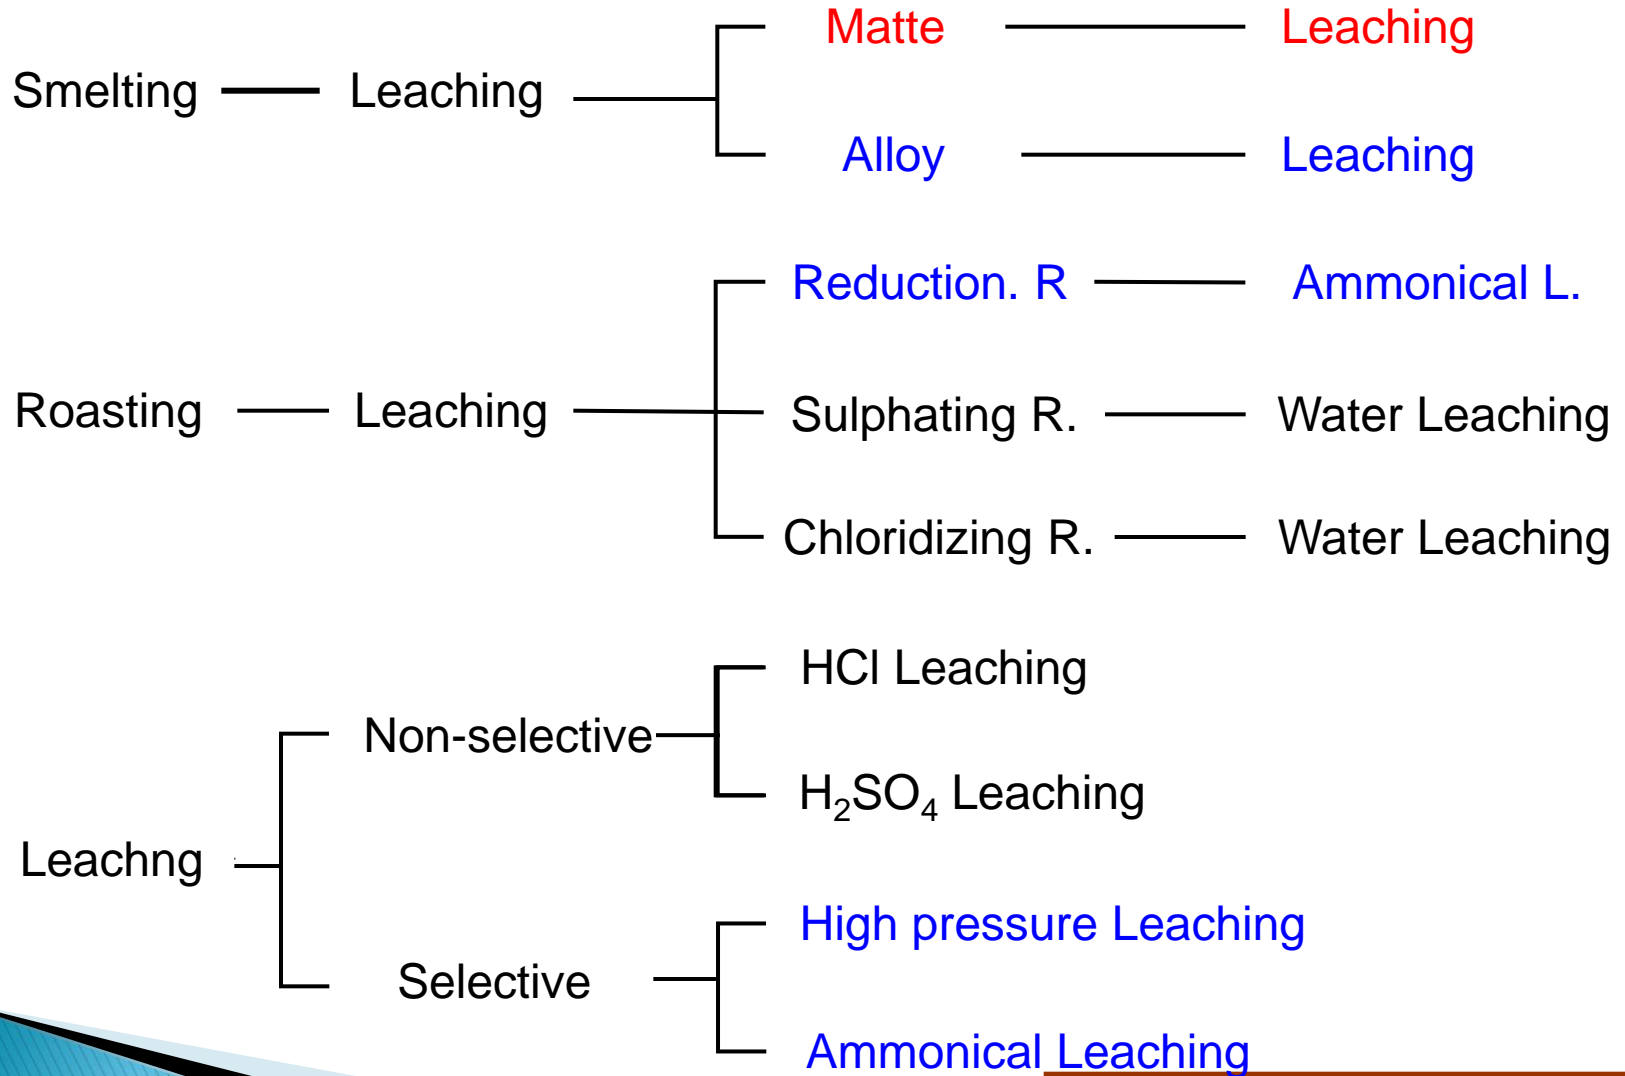 Matte Leaching
Smelting Leaching
Alloy Leaching
Reduction. R Ammonical L.
Roasting Leaching Sulphating R. Water Leaching
Chloridizing R. Water Leaching
HCl Leaching
Non-selective
H₂SO₄ Leaching
Leachng
High pressure Leaching
Selective
Ammonical Leaching